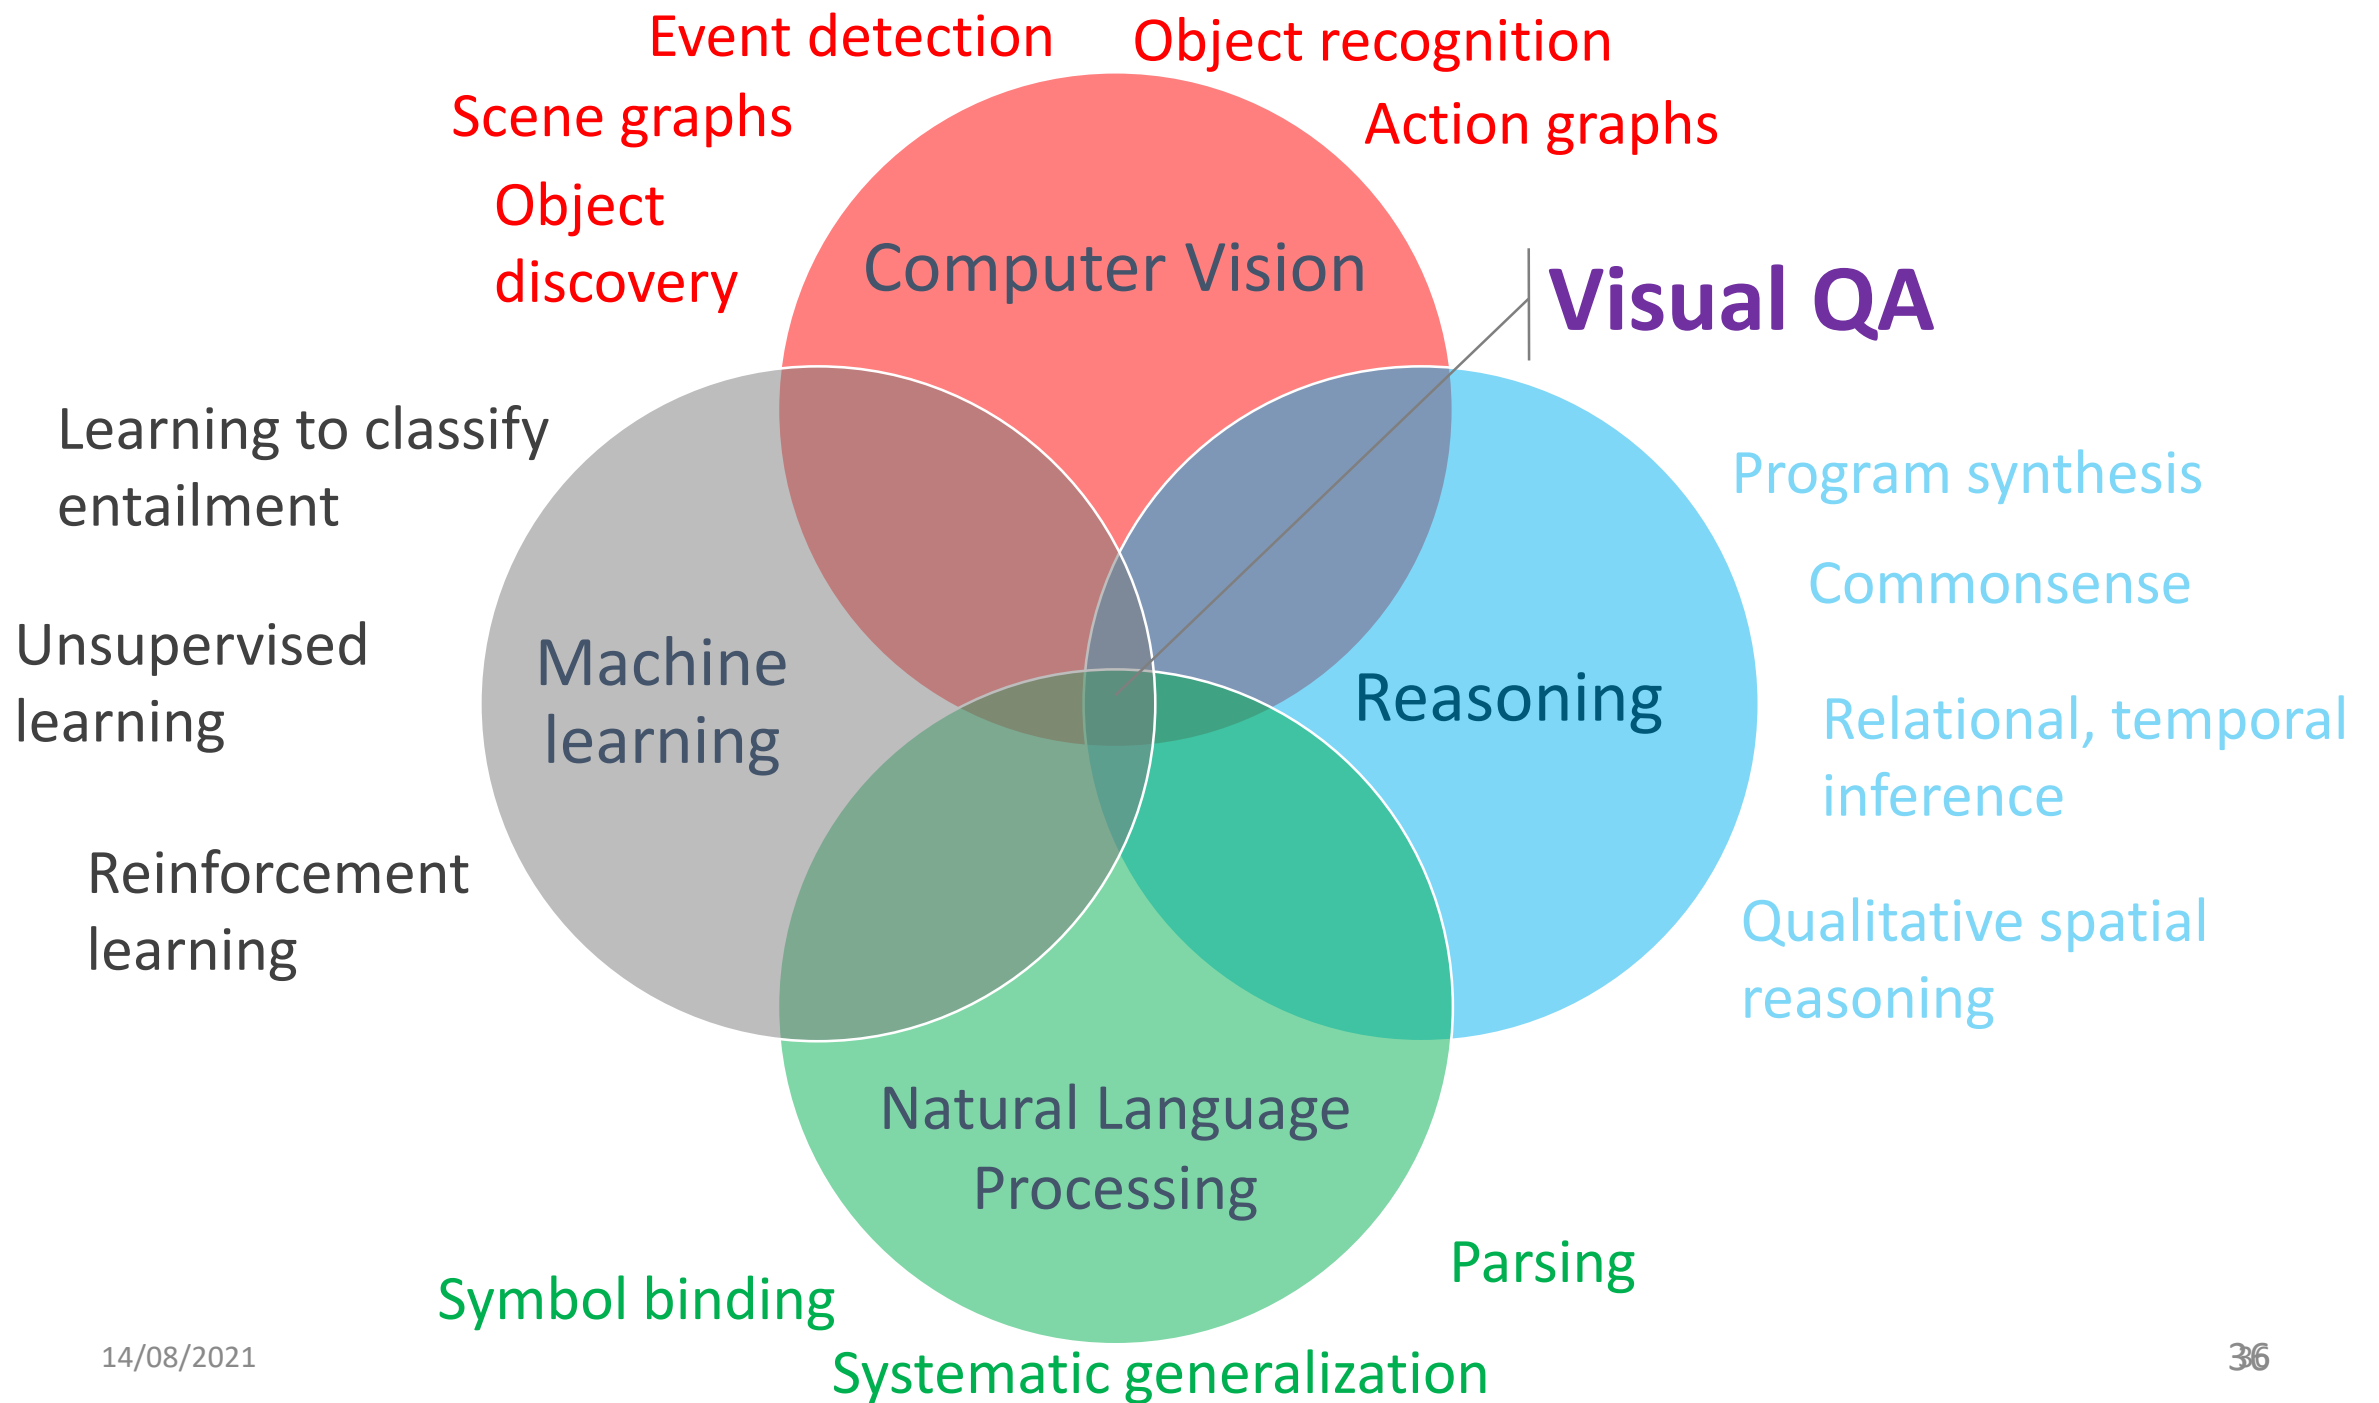 Event detection
Object recognition
Scene graphs
Action graphs
Object
discovery
Computer Vision
Visual QA
Learning to classify
entailment
Program synthesis
Commonsense
Unsupervised
learning
Machine
learning
Reasoning
Relational, temporal
inference
Reinforcement
learning
Qualitative spatial
reasoning
Natural Language
Processing
Parsing
Symbol binding
Systematic generalization
14/08/2021
36
36